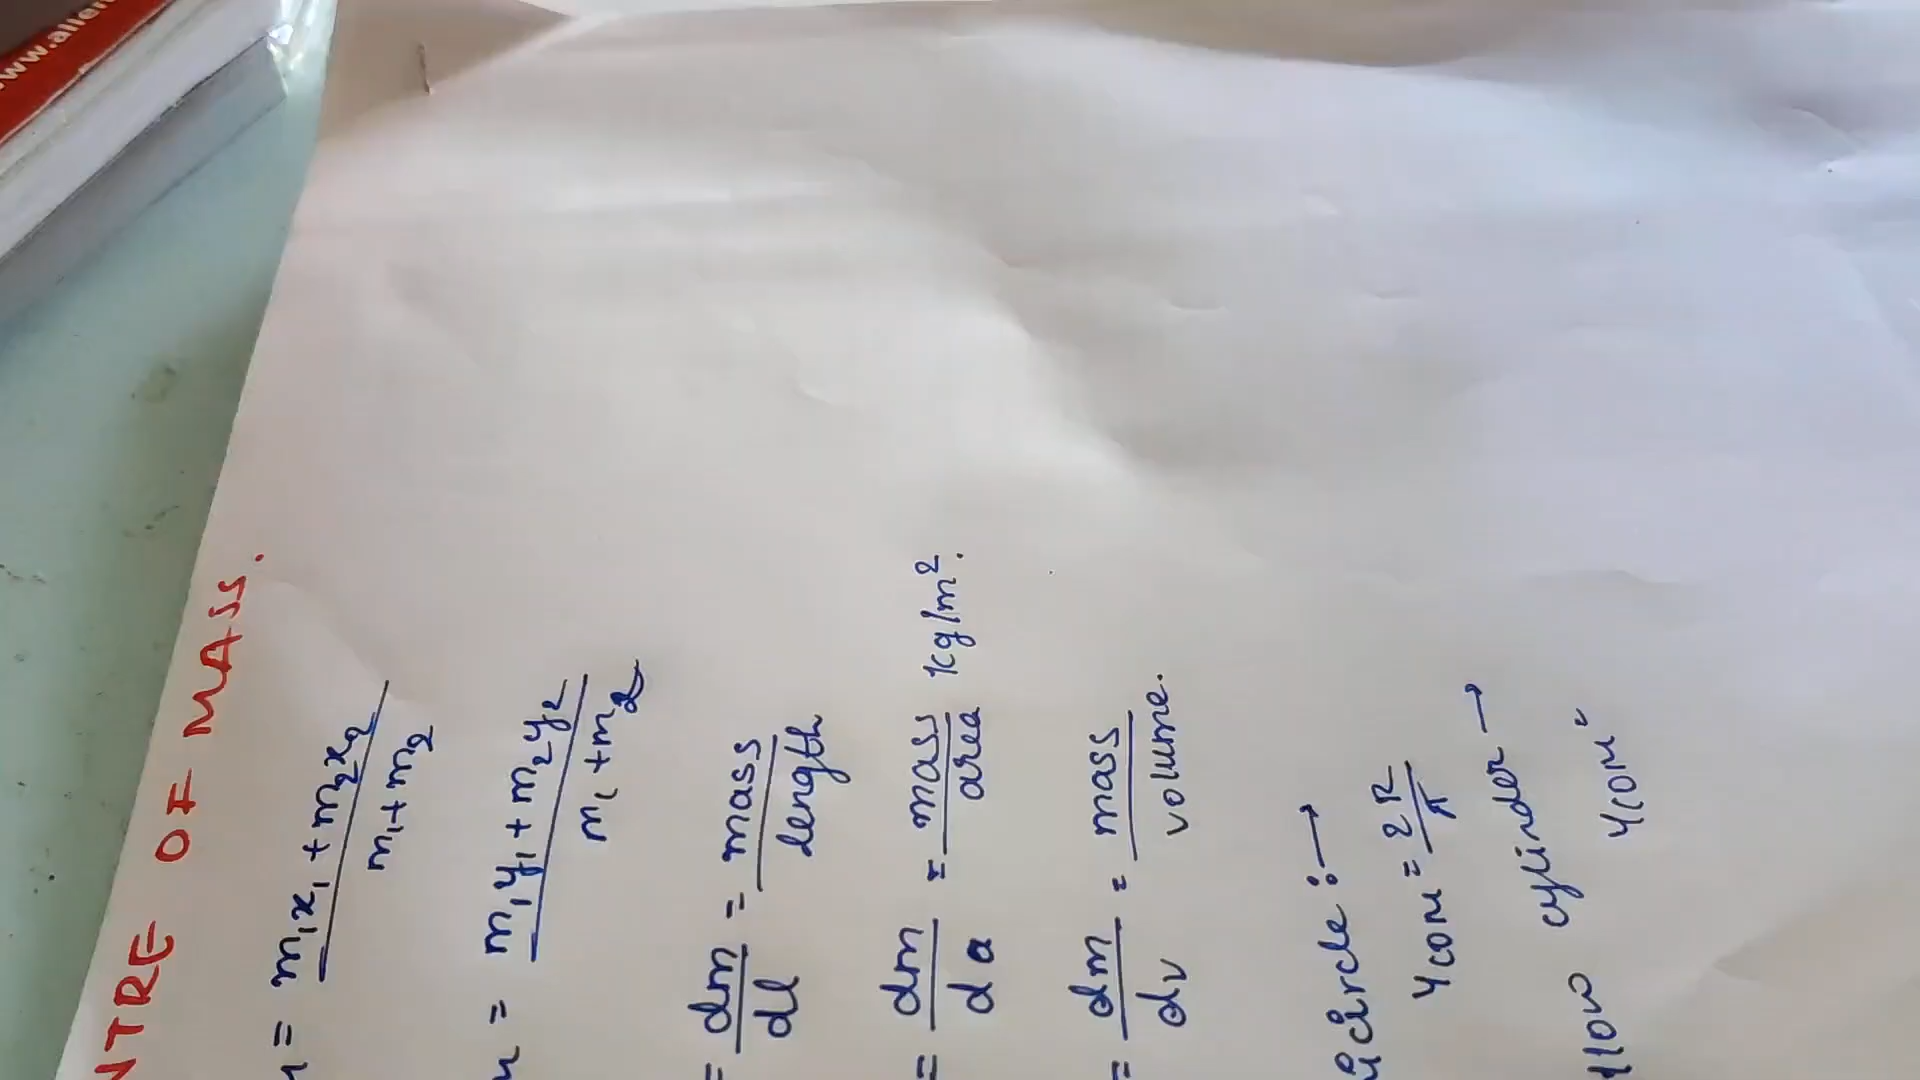 www.allen
NTRE OF MASS.
= m₁x₁ + m₂x₂
m₁ + m₂
= m₁y₁ + m₂y₂
m₁ + m₂
= dm/dl = mass/length
= dm/da = mass/area kg/m².
= dm/dv = mass/volume.
circle :→
YCOM = 2R/π
llow cylinder →
YCOM =